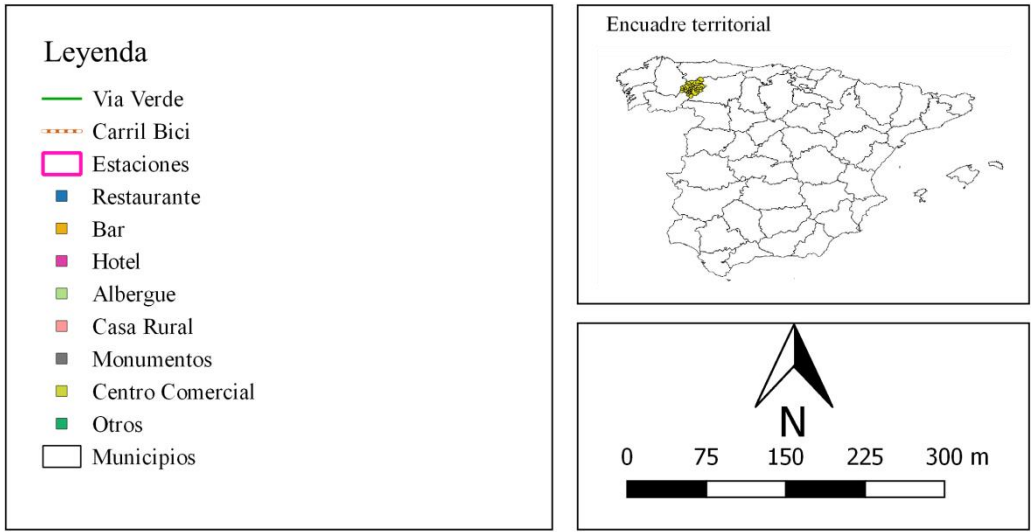 Leyenda
Via Verde
Carril Bici
Estaciones
Restaurante
Bar
Hotel
Albergue
Casa Rural
Monumentos
Centro Comercial
Otros
Municipios
Encuadre territorial
N
0 75 150 225 300 m